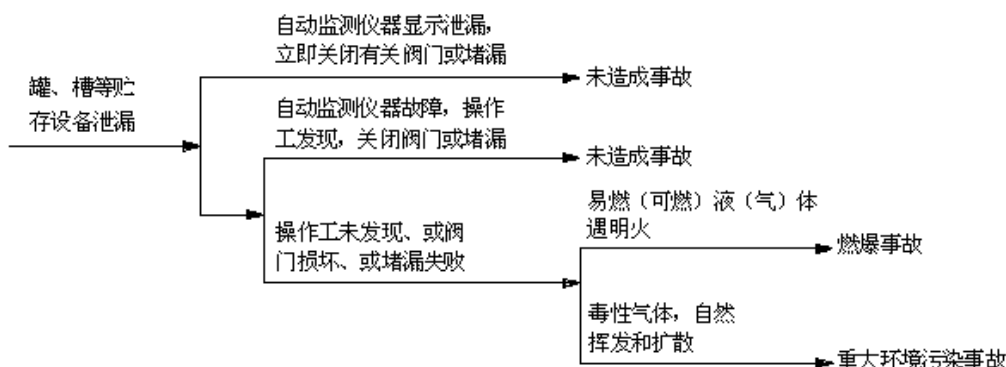 自动监测仪器显示泄漏，
立即关闭有关阀门或堵漏
未造成事故
罐、槽等贮
存设备泄漏
自动监测仪器故障，操作
工发现，关闭阀门或堵漏
未造成事故
操作工未发现、或阀
门损坏、或堵漏失败
易燃（可燃）液（气）体
遇明火
燃爆事故
毒性气体，自然
挥发和扩散
重大环境污染事故